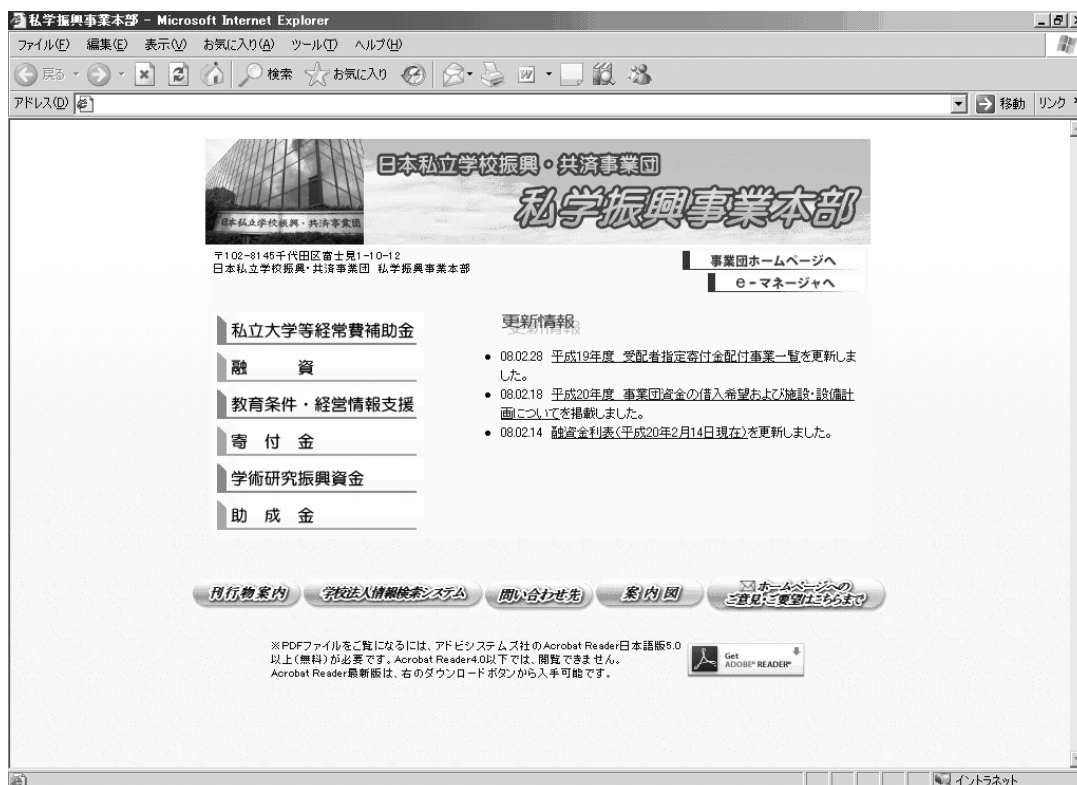 私学振興事業本部 - Microsoft Internet Explorer
ファイル(F) 編集(E) 表示(V) お気に入り(A) ツール(T) ヘルプ(H)
戻る 検索 お気に入り
アドレス(D) 移動 リンク
日本私立学校振興・共済事業団
私学振興事業本部
日本私立学校振興・共済事業団
〒102-8145千代田区富士見1-10-12
日本私立学校振興・共済事業団 私学振興事業本部
事業団ホームページへ
e-マネージャへ
私立大学等経常費補助金
融 資
教育条件・経営情報支援
寄 付 金
学術研究振興資金
助 成 金
更新情報
08.02.28 平成19年度 受配者指定寄付金配付事業一覧を更新しま
した。
08.02.18 平成20年度 事業団資金の借入希望および施設・設備計
画についてを掲載しました。
08.02.14 融資金利表(平成20年2月14日現在)を更新しました。
刊行物案内 学校法人情報検索システム 問い合わせ先 案内図 ホームページへの
ご意見・ご要望はこちらまで
※PDFファイルをご覧になるには、アドビシステムズ社のAcrobat Reader日本語版5.0
以上(無料)が必要です。Acrobat Reader4.0以下では、閲覧できません。
Acrobat Reader最新版は、右のダウンロードボタンから入手可能です。
Get
ADOBE® READER®
イントラネット